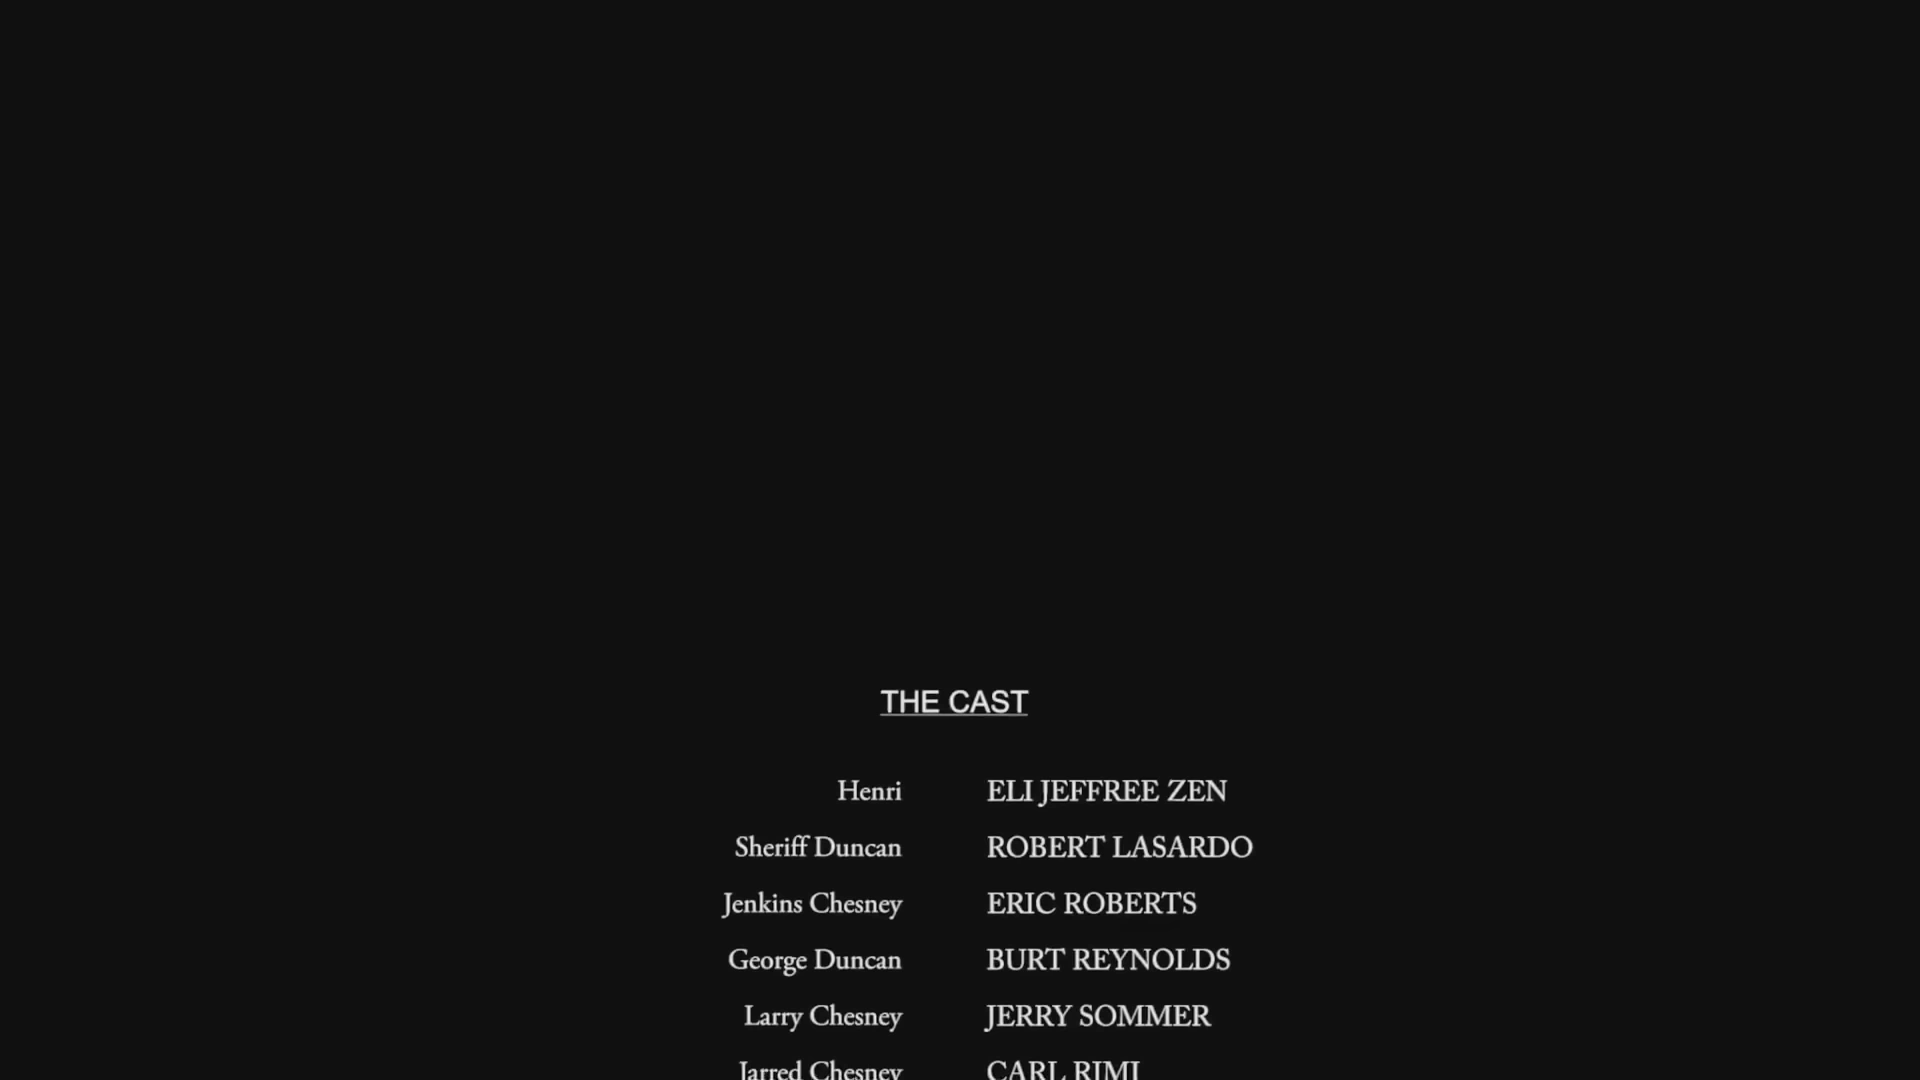 THE CAST
Henri ELI JEFFREE ZEN
Sheriff Duncan ROBERT LASARDO
Jenkins Chesney ERIC ROBERTS
George Duncan BURT REYNOLDS
Larry Chesney JERRY SOMMER
Jarred Chesney CARL RIMI